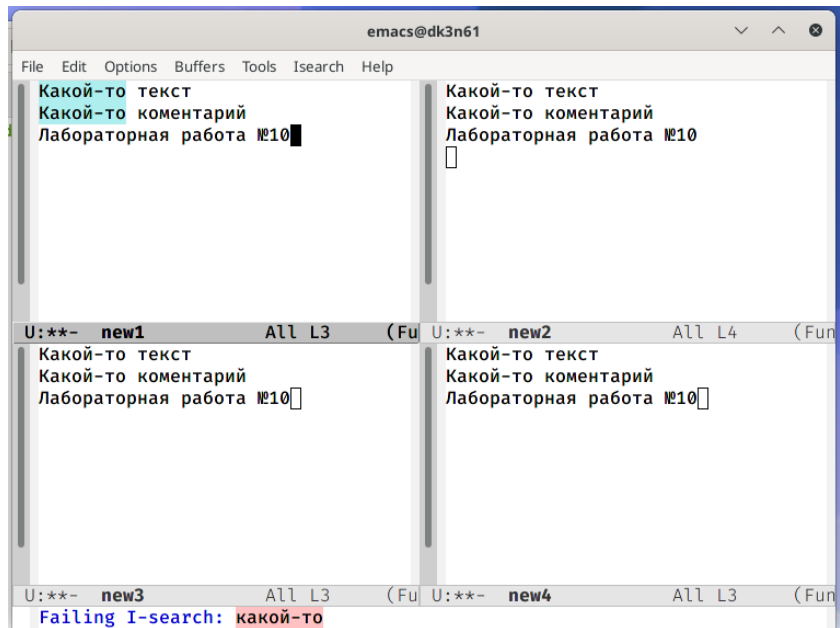 emacs@dk3n61
File Edit Options Buffers Tools Isearch Help
Какой-то текст
Какой-то коментарий
Лабораторная работа №10
U:**- new1 All L3 (Fu
Какой-то текст
Какой-то коментарий
Лабораторная работа №10
U:**- new2 All L4 (Fun
Какой-то текст
Какой-то коментарий
Лабораторная работа №10
U:**- new3 All L3 (Fu
Какой-то текст
Какой-то коментарий
Лабораторная работа №10
U:**- new4 All L3 (Fun
Failing I-search: какой-то